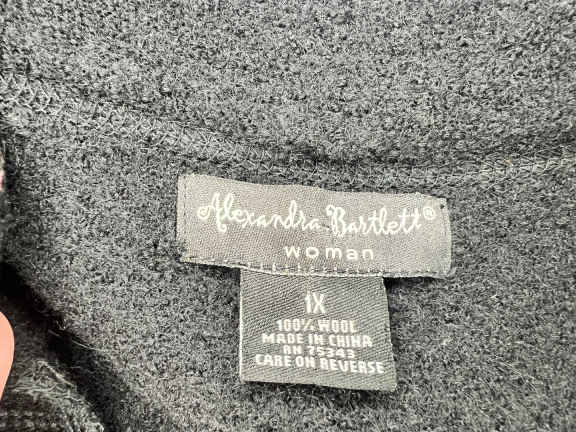 Alexandra Bartlett®
woman
1X
100% WOOL
MADE IN CHINA
RN 75343
CARE ON REVERSE